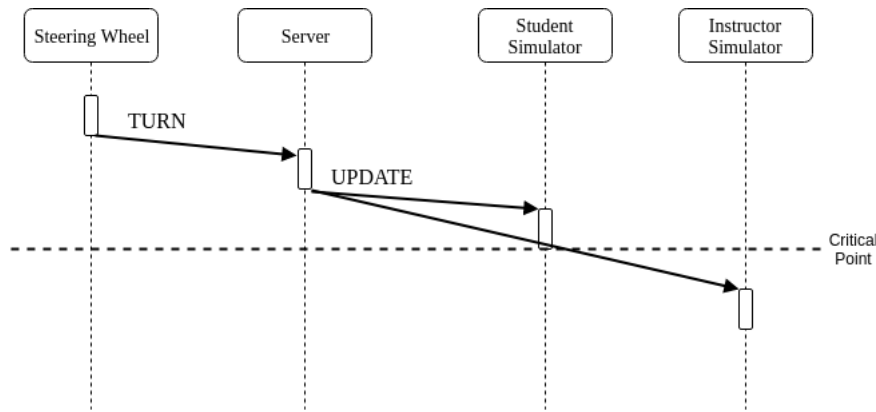 Steering Wheel
Server
Student
Simulator
Instructor
Simulator
TURN
UPDATE
Critical
Point